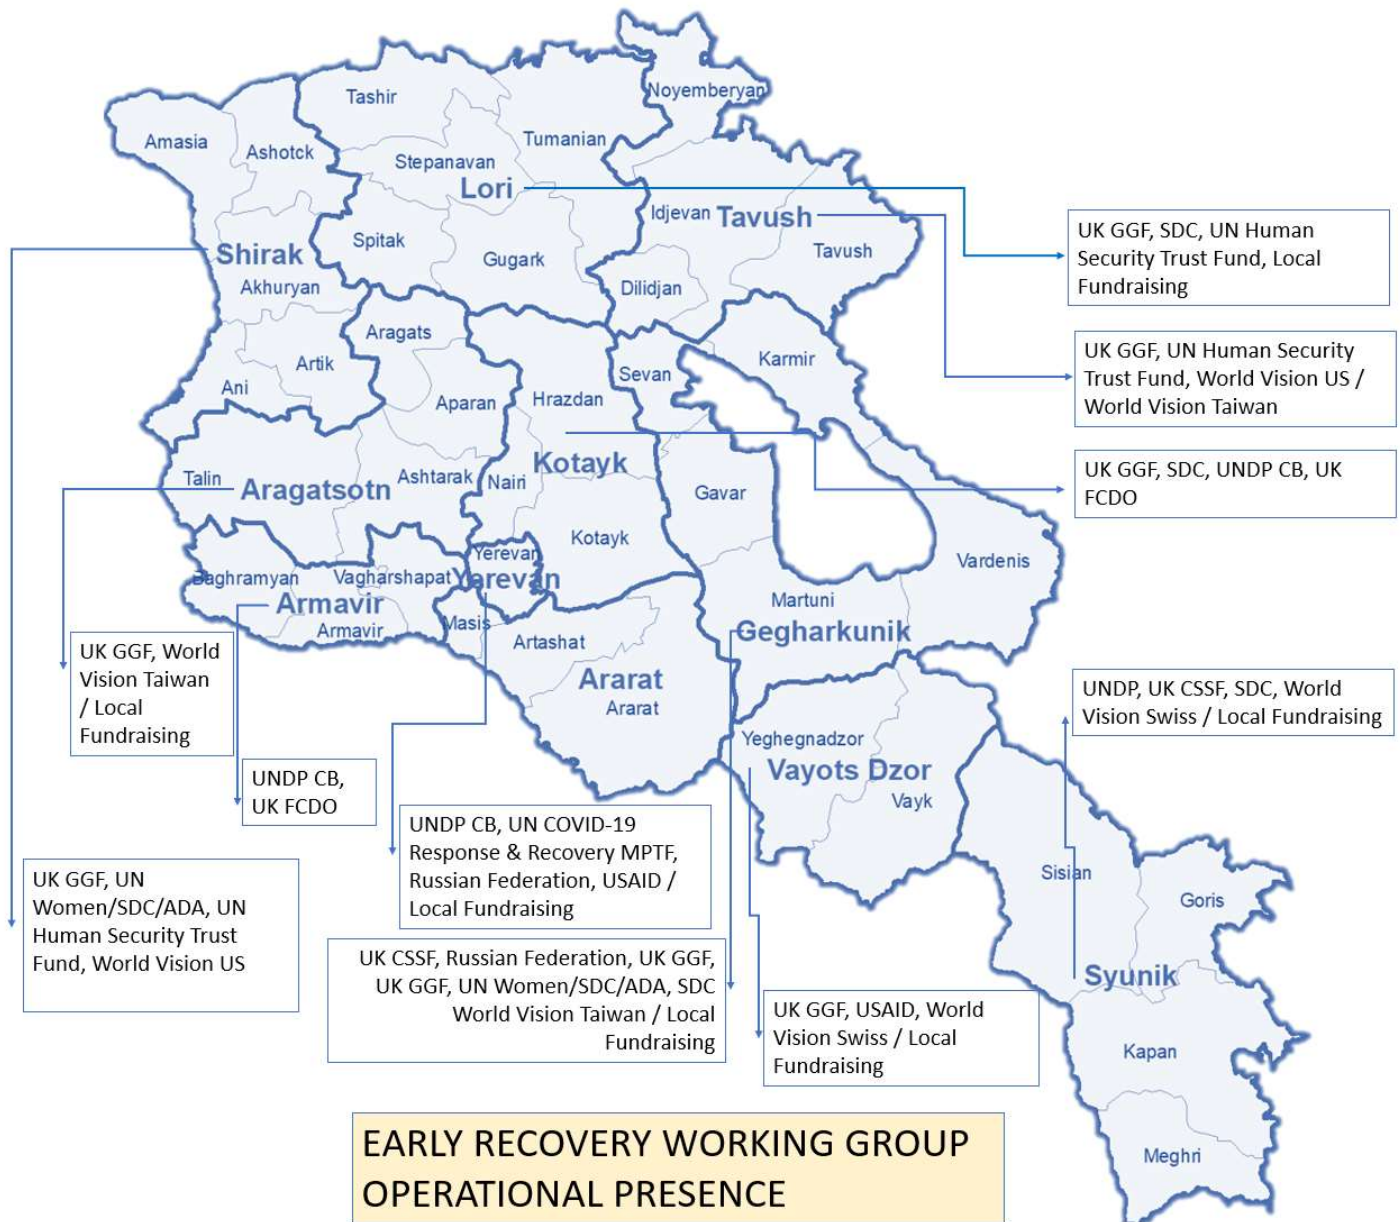 Noyemberyan
Tashir
Tumanian
Amasia
Ashotck
Stepanavan
Lori
Idjevan
Tavush
Tavush
Spitak
Gugark
Shirak
Akhuryan
Dilidjan
Aragats
Artik
Ani
Sevan
Karmir
Aparan
Hrazdan
Talin
Aragatsotn
Ashtarak
Nairi
Kotayk
Gavar
Kotayk
Yerevan
Yerevan
Vardenis
Baghramyan
Vagharshapat
Armavir
Armavir
Masis
Artashat
Martuni
Gegharkunik
Ararat
Ararat
Yeghegnadzor
Vayots Dzor
Vayk
Sisian
Goris
Syunik
Kapan
Meghri
UK GGF, SDC, UN Human
Security Trust Fund, Local
Fundraising
UK GGF, UN Human Security
Trust Fund, World Vision US /
World Vision Taiwan
UK GGF, SDC, UNDP CB, UK
FCDO
UNDP, UK CSSF, SDC, World
Vision Swiss / Local Fundraising
UK GGF, World
Vision Taiwan
/ Local
Fundraising
UNDP CB,
UK FCDO
UNDP CB, UN COVID-19
Response & Recovery MPTF,
Russian Federation, USAID /
Local Fundraising
UK GGF, UN
Women/SDC/ADA, UN
Human Security Trust
Fund, World Vision US
UK CSSF, Russian Federation, UK GGF,
UK GGF, UN Women/SDC/ADA, SDC
World Vision Taiwan / Local
Fundraising
UK GGF, USAID, World
Vision Swiss / Local
Fundraising
EARLY RECOVERY WORKING GROUP
OPERATIONAL PRESENCE